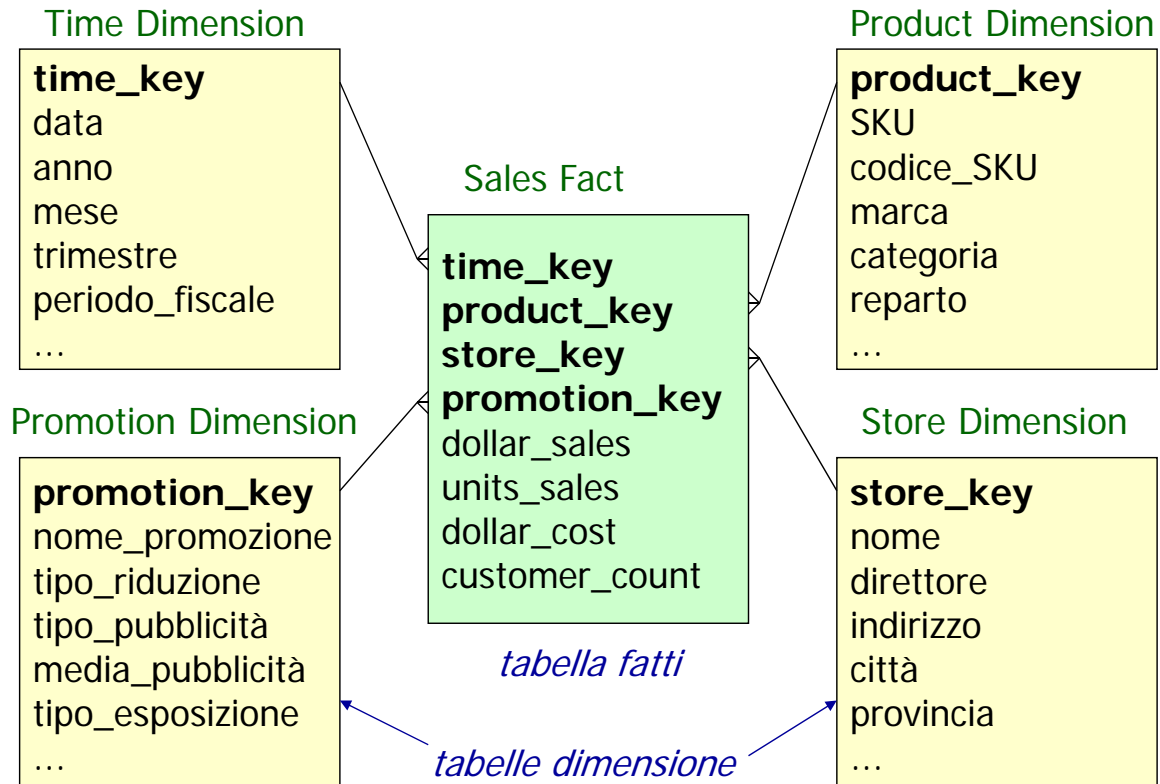 Time Dimension
time_key
data
anno
mese
trimestre
periodo_fiscale
...
Product Dimension
product_key
SKU
codice_SKU
marca
categoria
reparto
...
Sales Fact
time_key
product_key
store_key
promotion_key
dollar_sales
units_sales
dollar_cost
customer_count
tabella fatti
Promotion Dimension
promotion_key
nome_promozione
tipo_riduzione
tipo_pubblicità
media_pubblicità
tipo_esposizione
...
Store Dimension
store_key
nome
direttore
indirizzo
città
provincia
...
tabelle dimensione